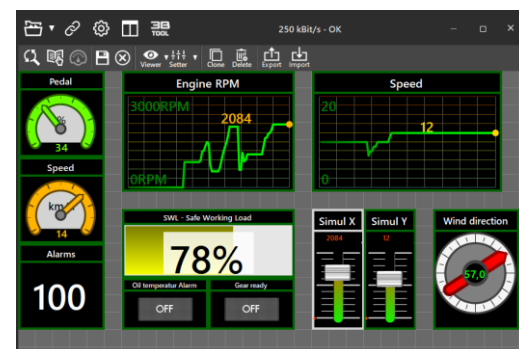 3B
TOOL
250 kBit/s - OK
Viewer
Setter
Clone
Delete
Export
Import
Pedal
%
34
Engine RPM
3000RPM
2084
0RPM
Speed
20
12
0
Speed
km/h
14
SWL - Safe Working Load
78%
Oil temperatur Alarm
OFF
Gear ready
OFF
Simul X
2084
Simul Y
12
Wind direction
57,0
Alarms
100